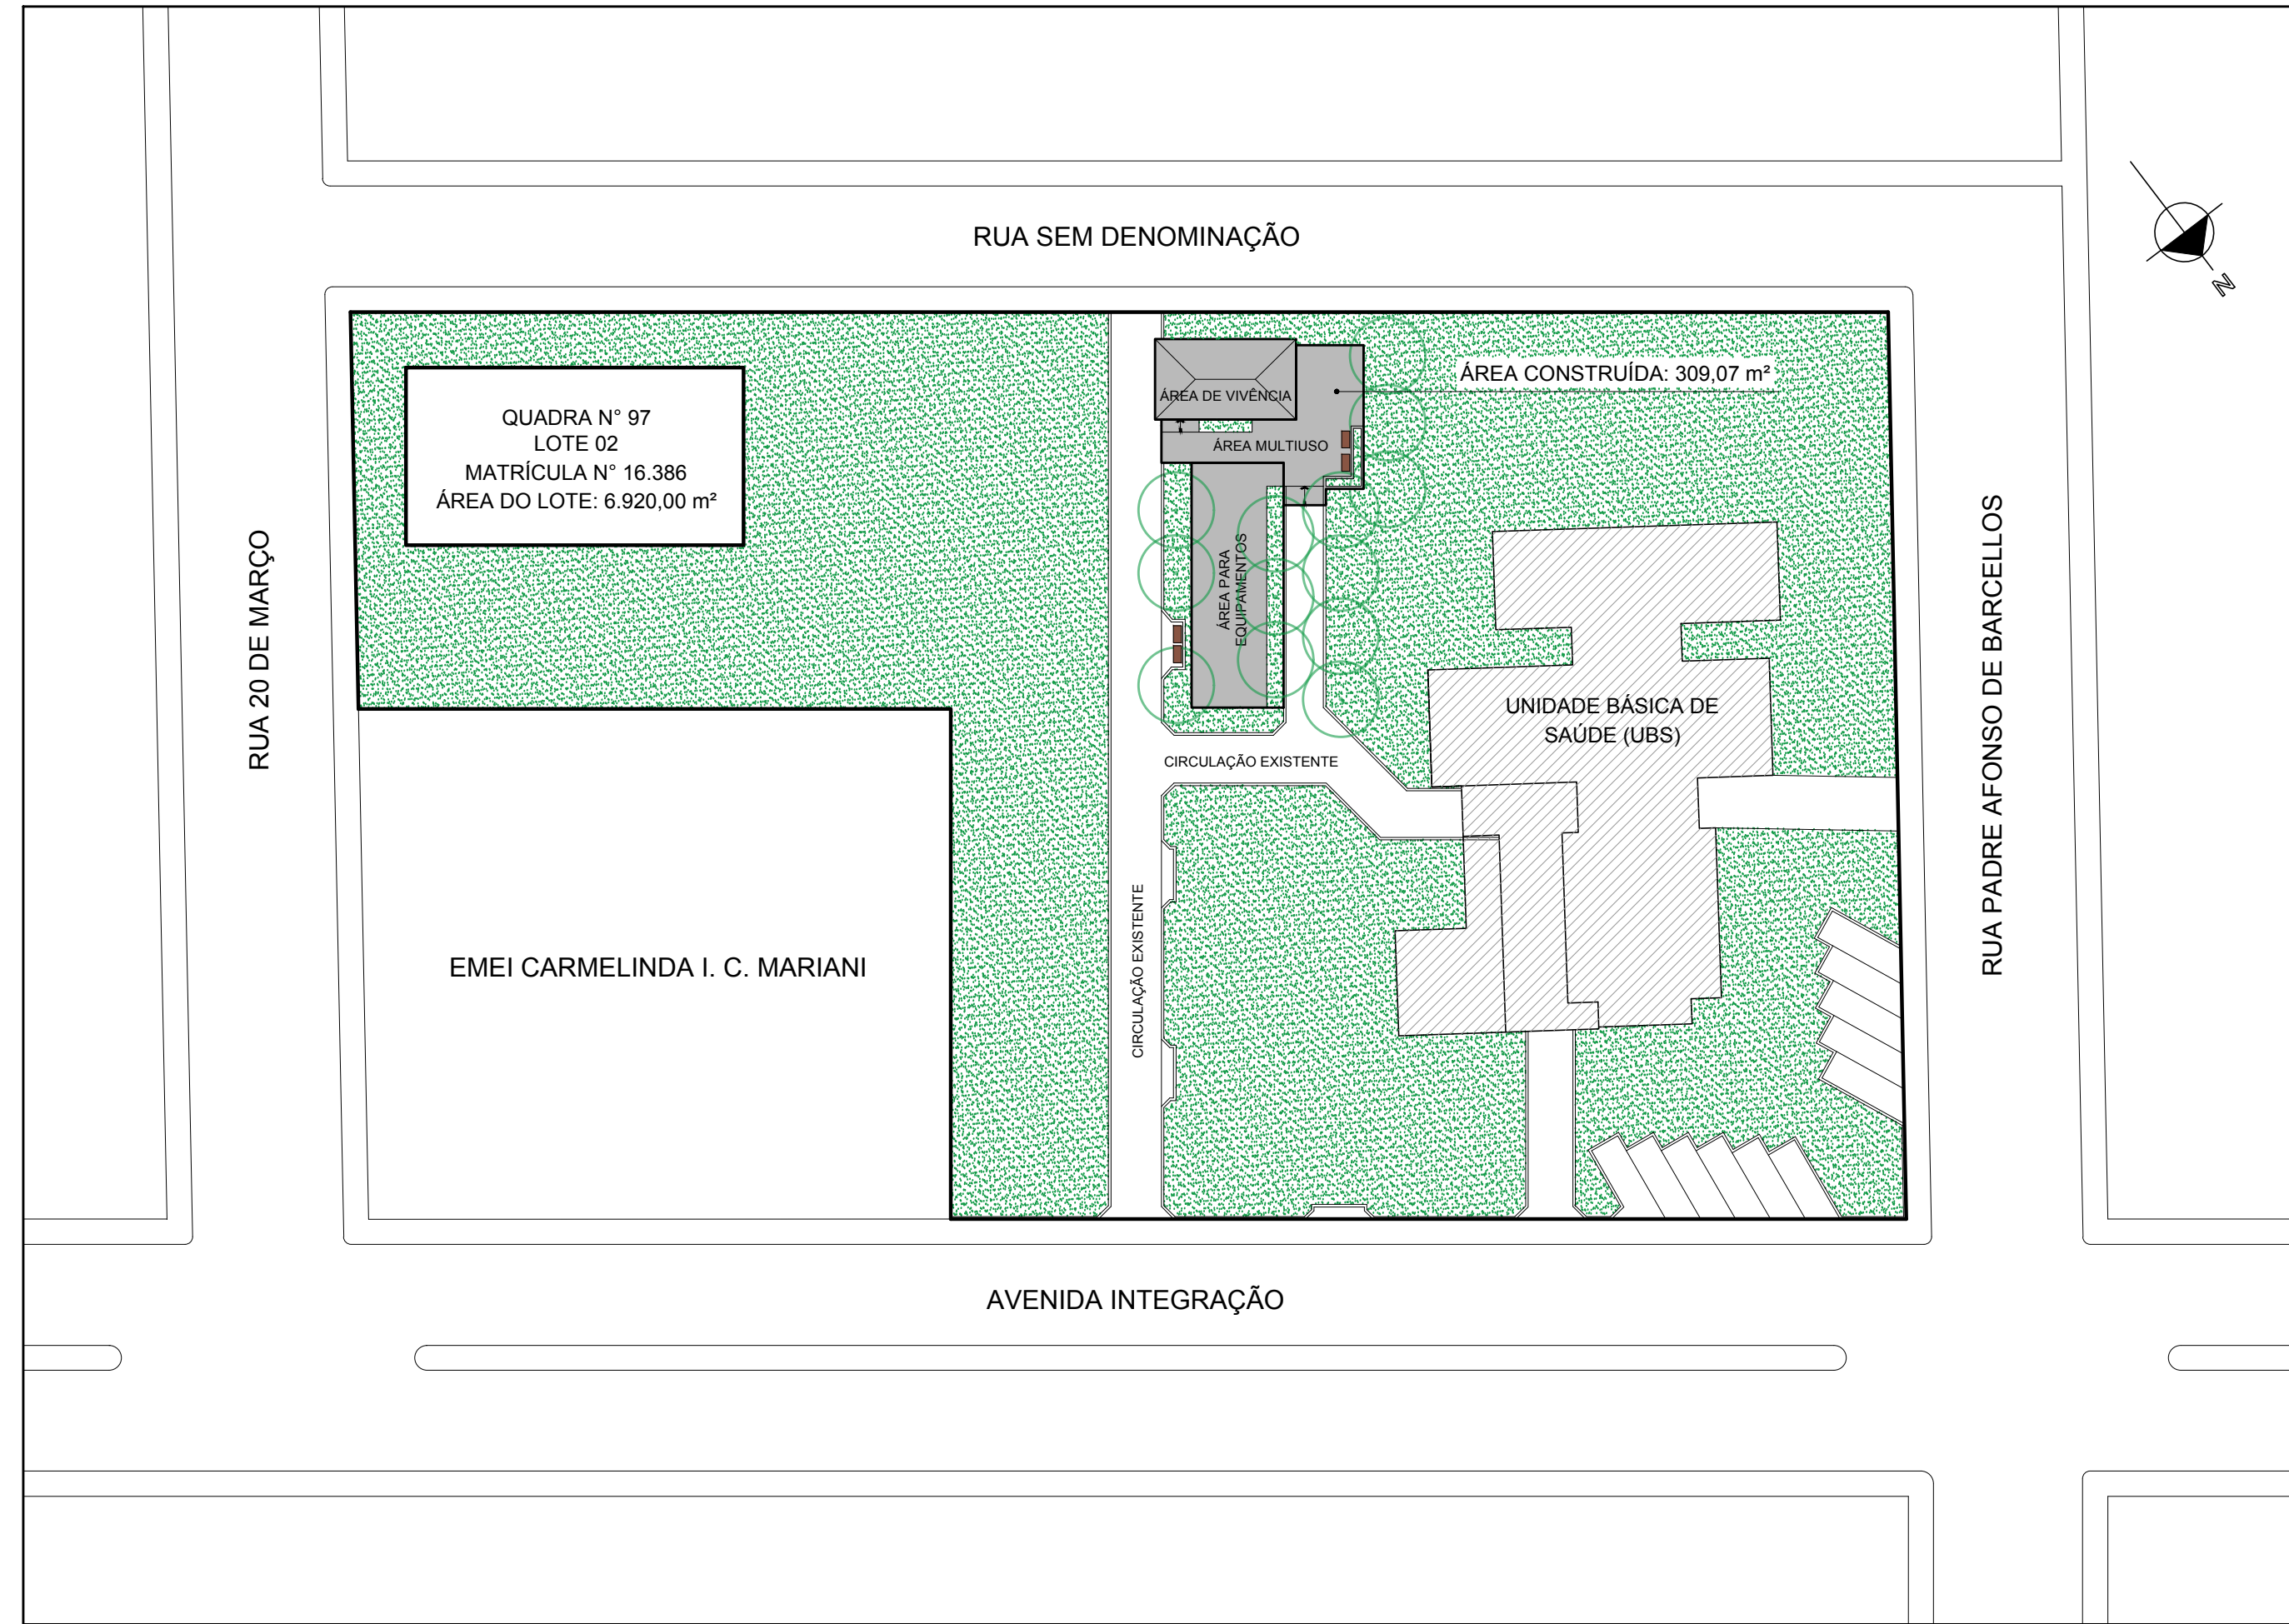 RUA SEM DENOMINAÇÃO
N
QUADRA N° 97
LOTE 02
MATRÍCULA N° 16.386
ÁREA DO LOTE: 6.920,00 m²
ÁREA CONSTRUÍDA: 309,07 m²
ÁREA DE VIVÊNCIA
ÁREA MULTIUSO
ÁREA PARA
EQUIPAMENTOS
RUA 20 DE MARÇO
UNIDADE BÁSICA DE
SAÚDE (UBS)
RUA PADRE AFONSO DE BARCELLOS
CIRCULAÇÃO EXISTENTE
CIRCULAÇÃO EXISTENTE
EMEI CARMELINDA I. C. MARIANI
AVENIDA INTEGRAÇÃO